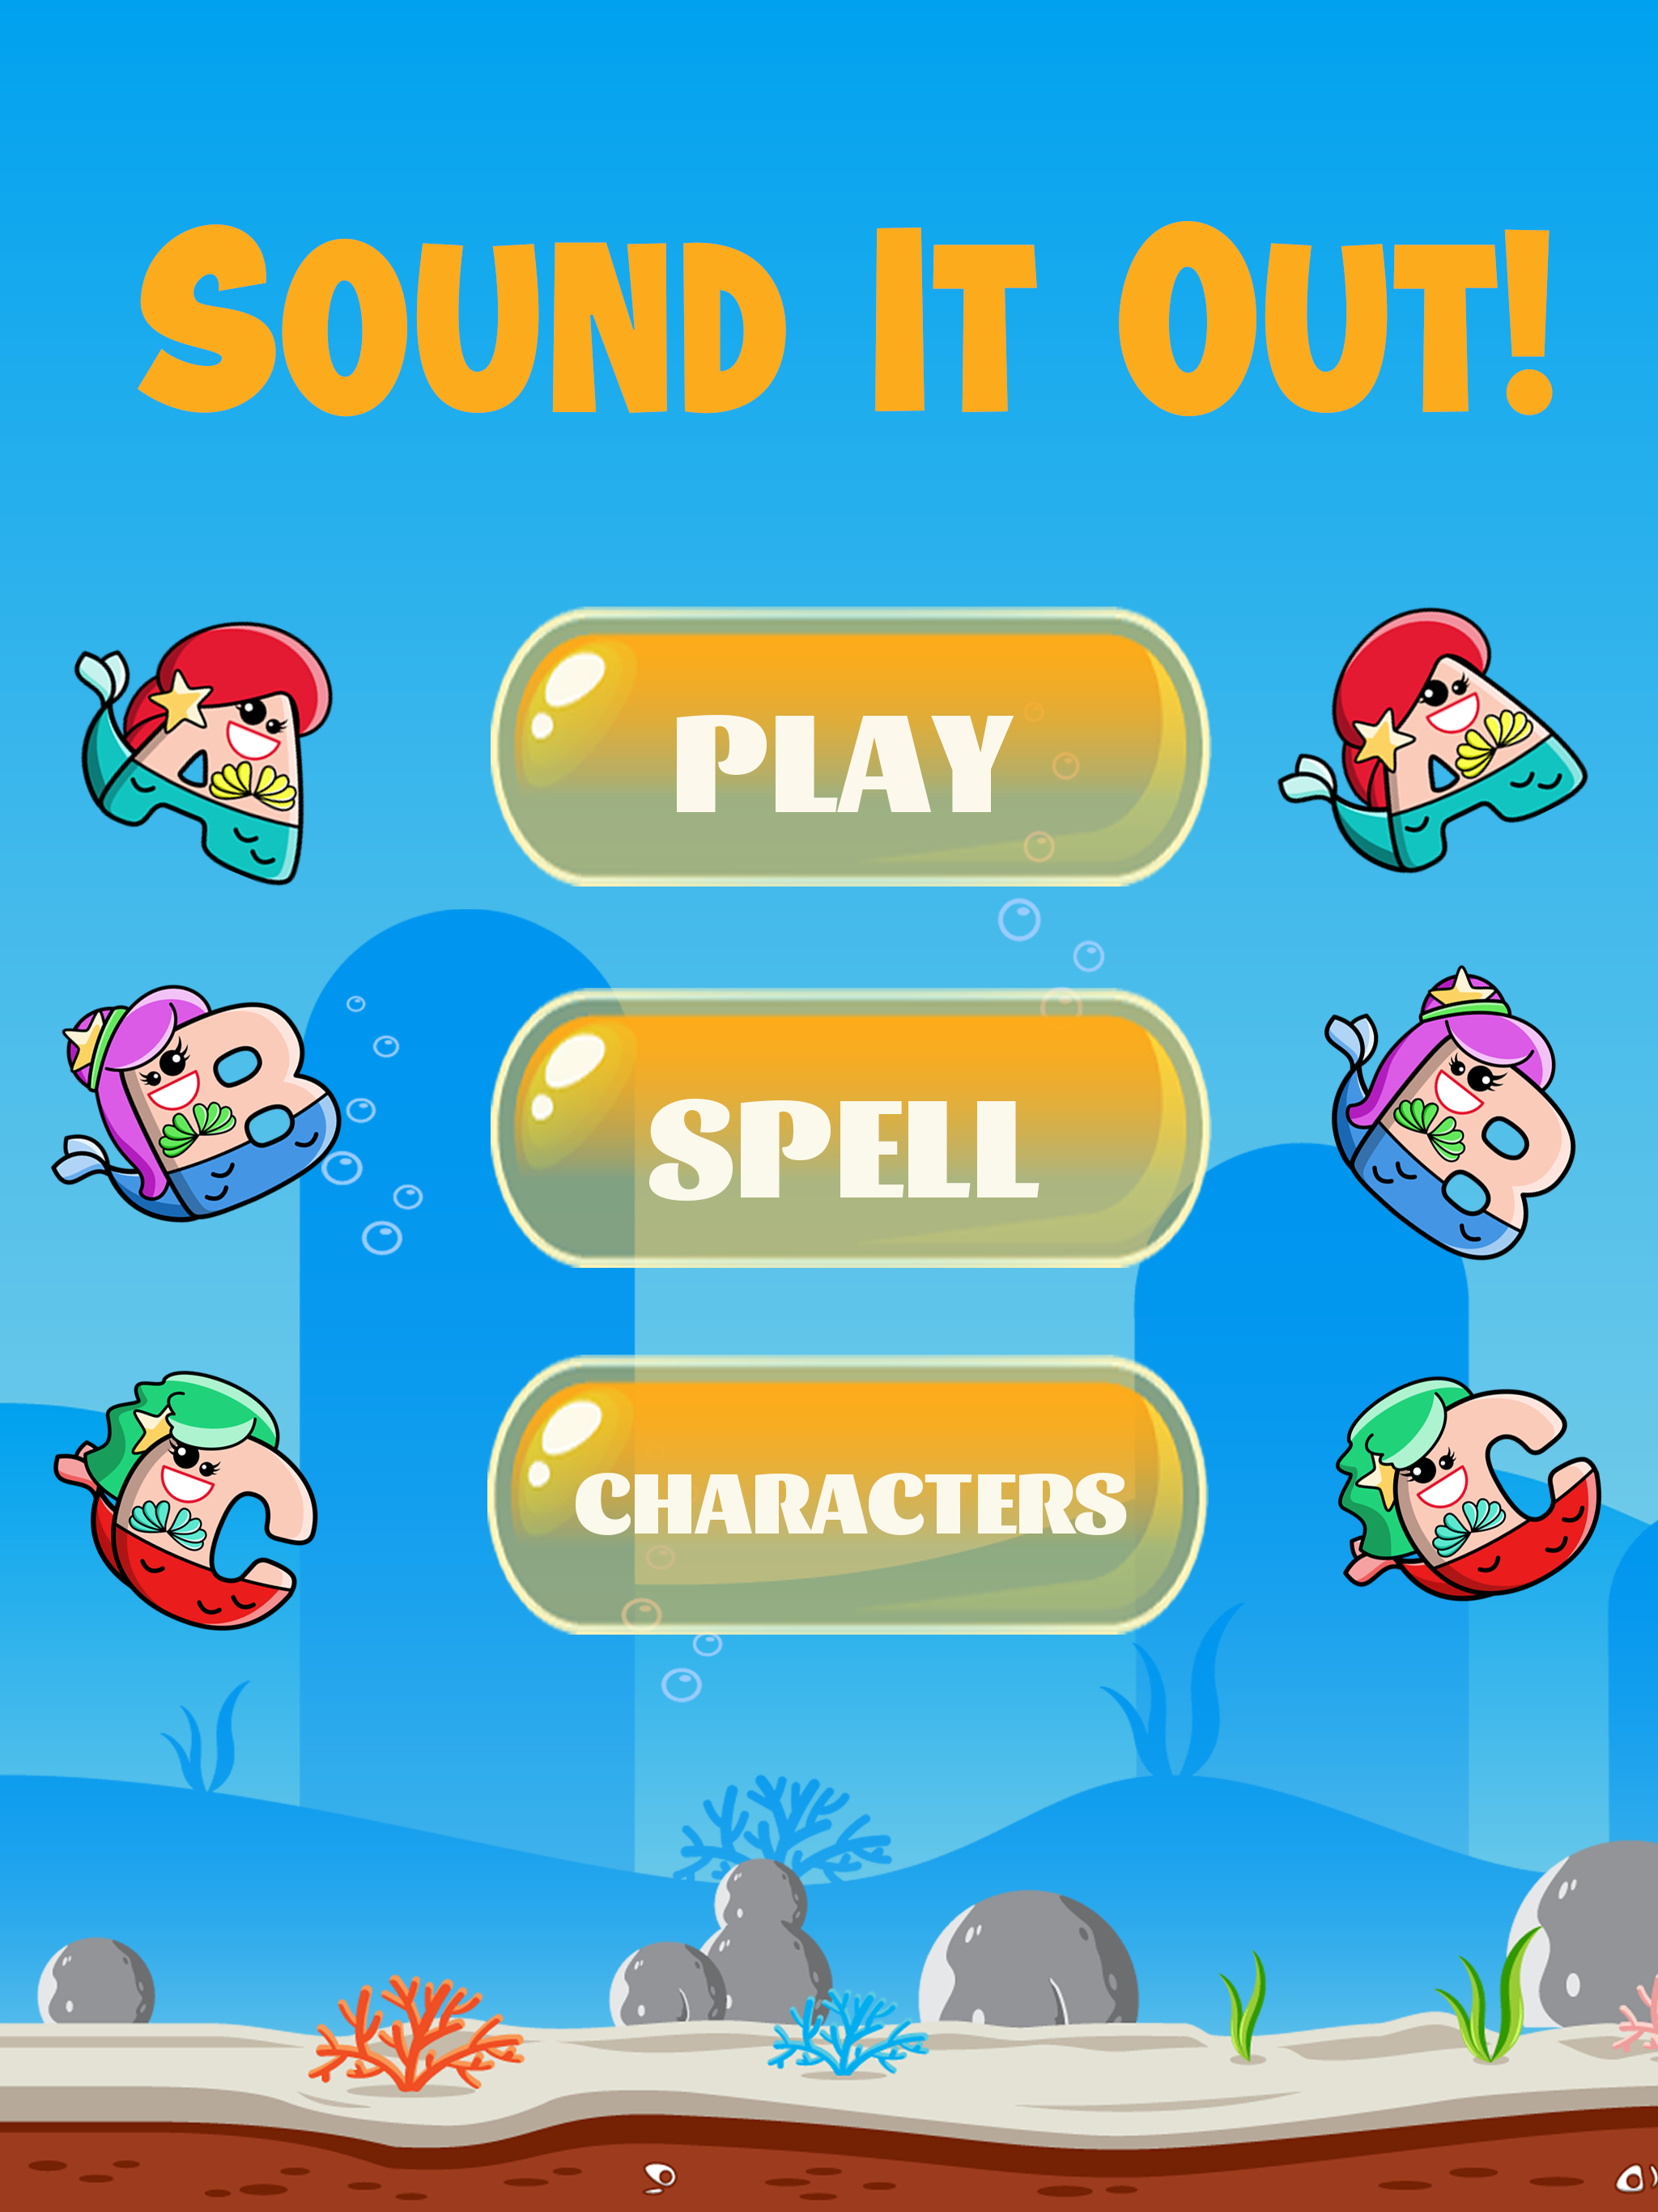 Sound It Out!
A A
PLAY
B B
SPELL
C C
CHARACTERS